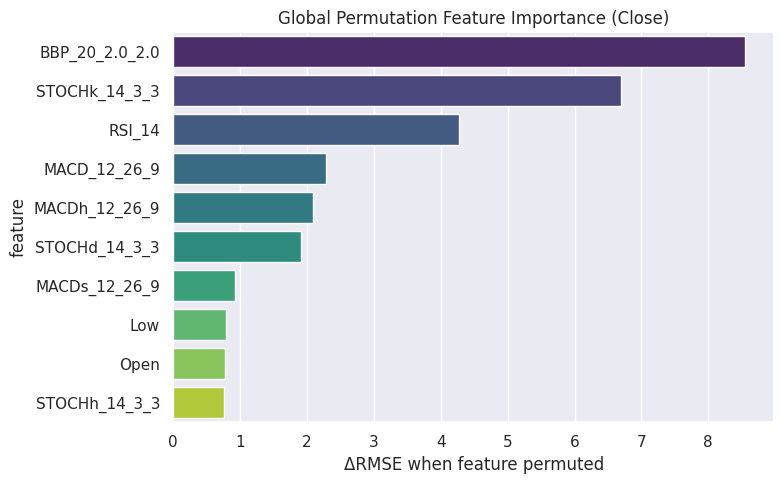 Global Permutation Feature Importance (Close)
feature
BBP_20_2.0_2.0
STOCHk_14_3_3
RSI_14
MACD_12_26_9
MACDh_12_26_9
STOCHd_14_3_3
MACDs_12_26_9
Low
Open
STOCHh_14_3_3
0 1 2 3 4 5 6 7 8
ΔRMSE when feature permuted